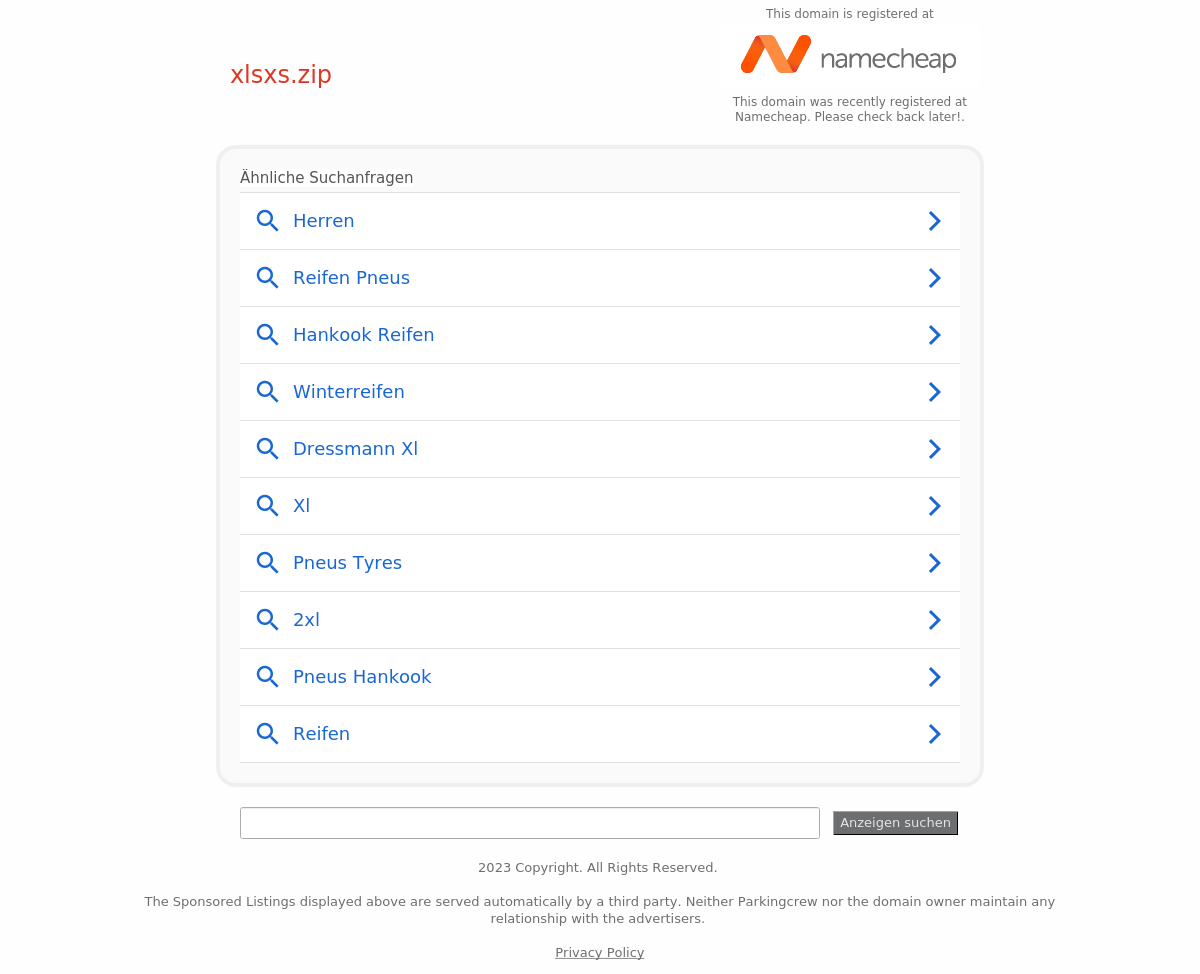 This domain is registered at
namecheap
xlsxs.zip
This domain was recently registered at
Namecheap. Please check back later!.
Ähnliche Suchanfragen
Herren
Reifen Pneus
Hankook Reifen
Winterreifen
Dressmann Xl
Xl
Pneus Tyres
2xl
Pneus Hankook
Reifen
Anzeigen suchen
2023 Copyright. All Rights Reserved.
The Sponsored Listings displayed above are served automatically by a third party. Neither Parkingcrew nor the domain owner maintain any
relationship with the advertisers.
Privacy Policy